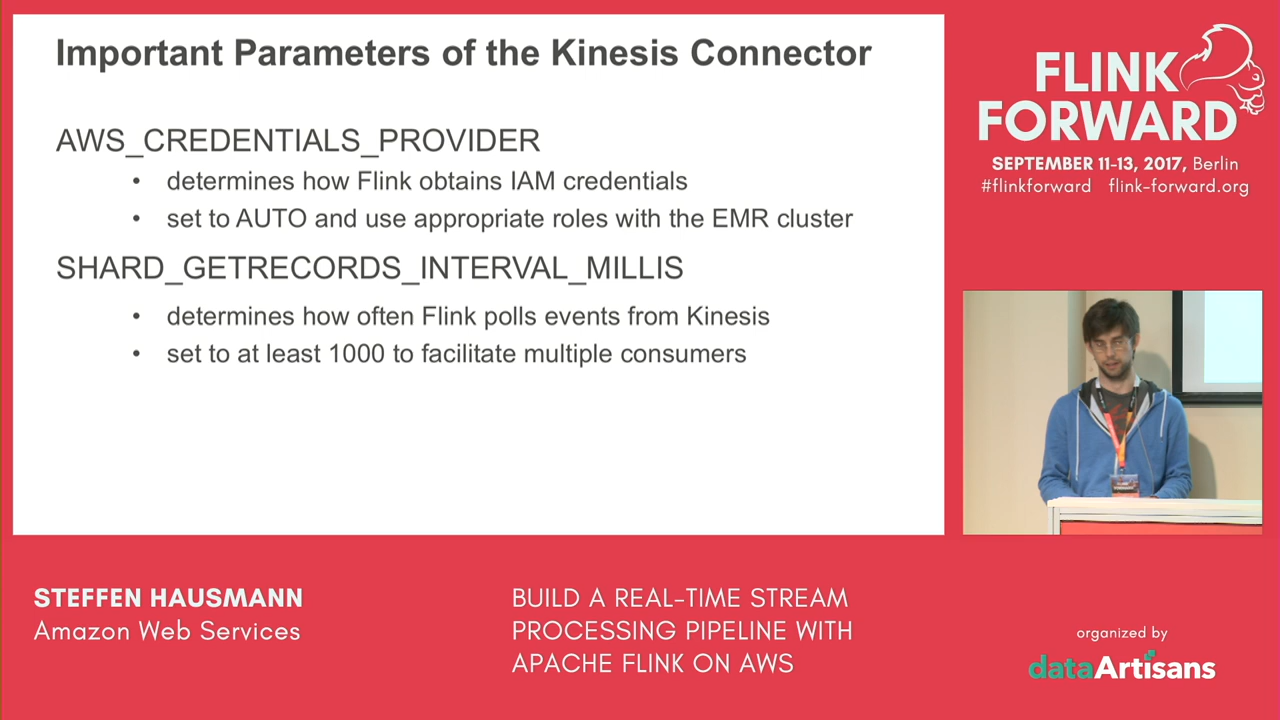 Important Parameters of the Kinesis Connector
AWS_CREDENTIALS_PROVIDER
• determines how Flink obtains IAM credentials
• set to AUTO and use appropriate roles with the EMR cluster
SHARD_GETRECORDS_INTERVAL_MILLIS
• determines how often Flink polls events from Kinesis
• set to at least 1000 to facilitate multiple consumers
FLINK
FORWARD
SEPTEMBER 11-13, 2017, Berlin
#flinkforward flink-forward.org
STEFFEN HAUSMANN
Amazon Web Services
BUILD A REAL-TIME STREAM
PROCESSING PIPELINE WITH
APACHE FLINK ON AWS
organized by
dataArtisans